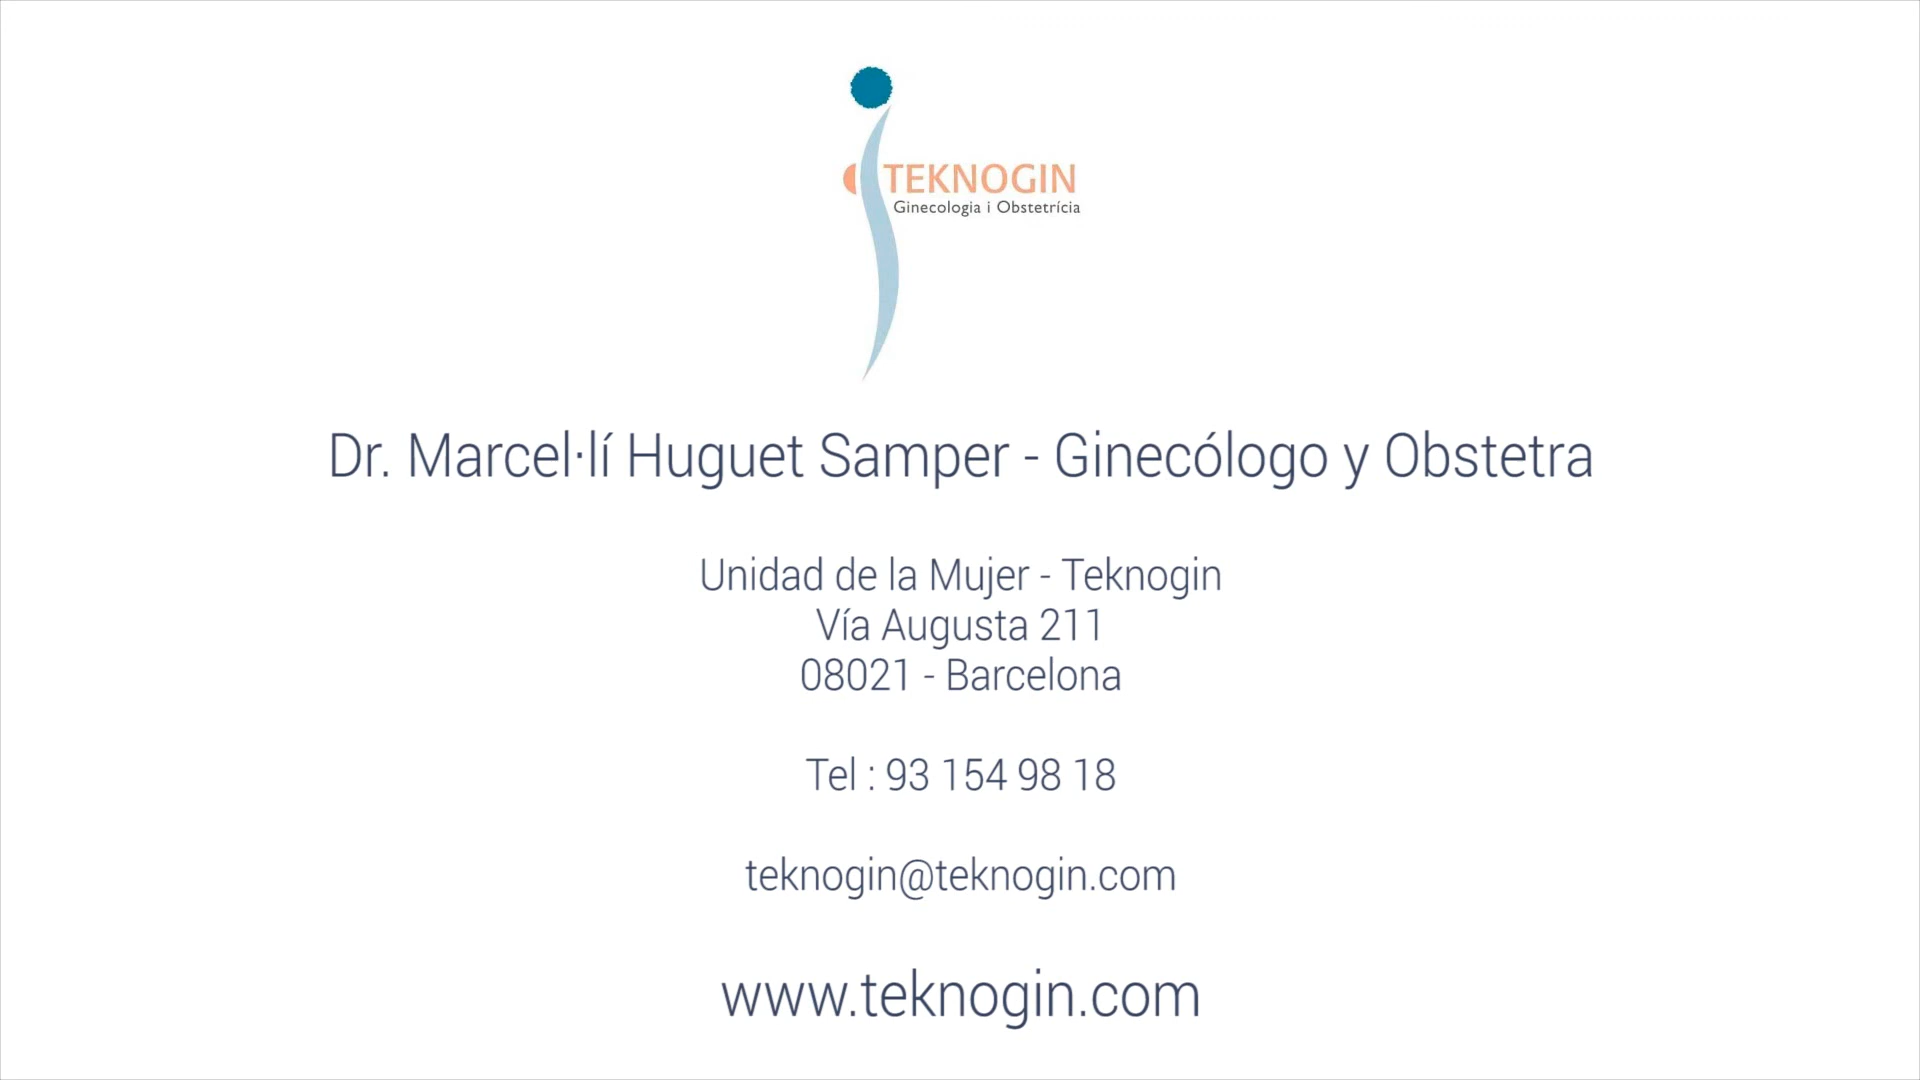 TEKNOGIN
Ginecologia i Obstetrícia
Dr. Marcel·lí Huguet Samper - Ginecólogo y Obstetra
Unidad de la Mujer - Teknogin
Vía Augusta 211
08021 - Barcelona
Tel : 93 154 98 18
teknogin@teknogin.com
www.teknogin.com